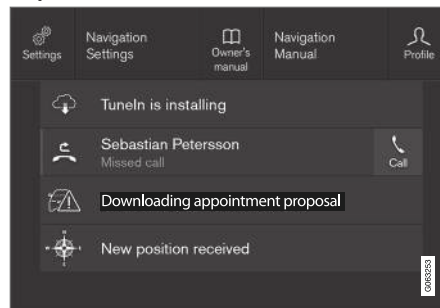 Settings
Navigation
Settings
Owner's
manual
Navigation
Manual
Profile
TuneIn is installing
Sebastian Petersson
Missed call
Call
Downloading appointment proposal
New position received
G063253